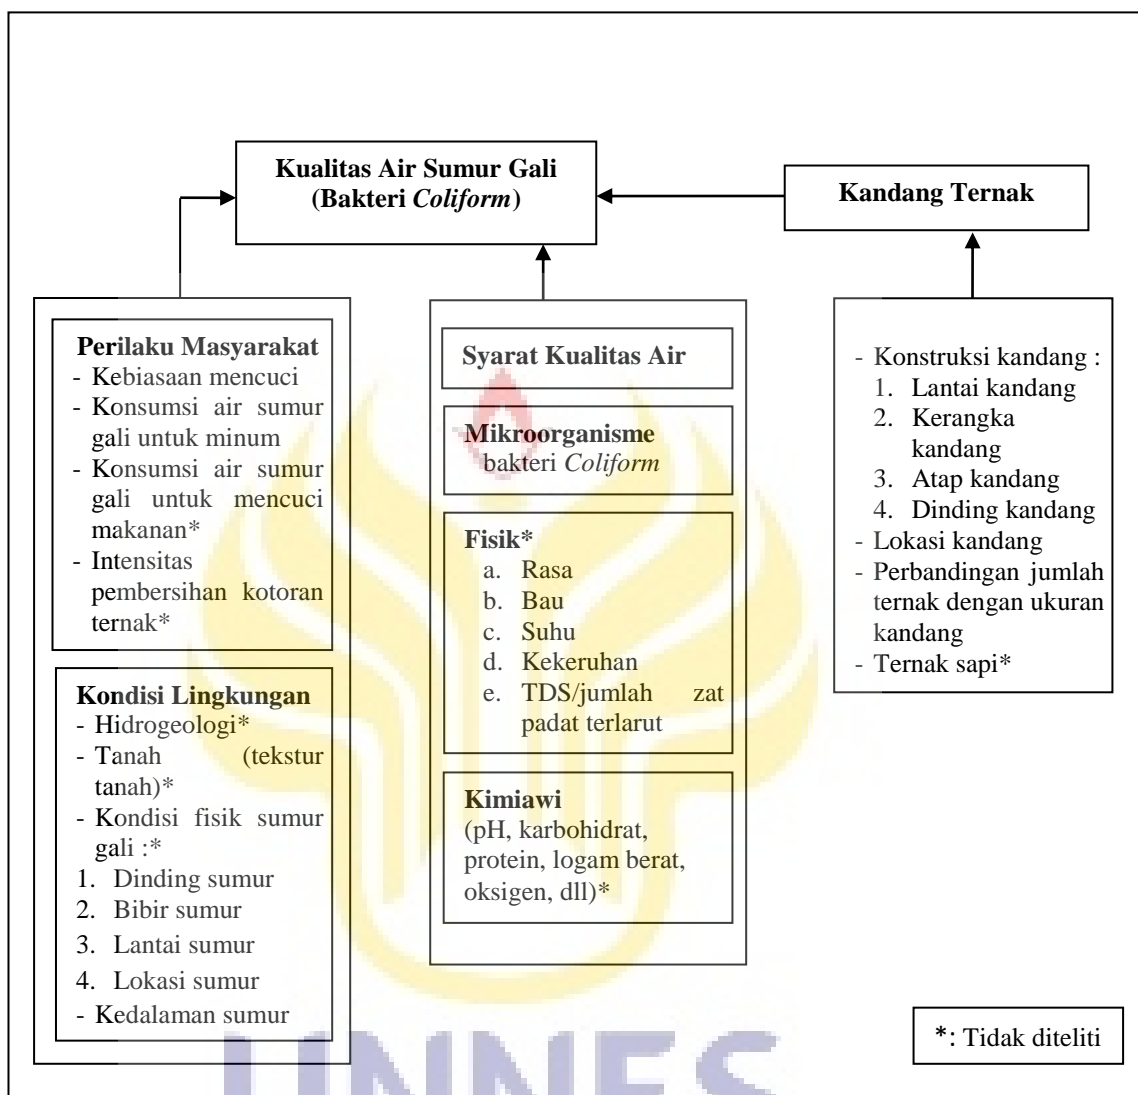 Kualitas Air Sumur Gali
(Bakteri Coliform)
Kandang Ternak
Perilaku Masyarakat
- Kebiasaan mencuci
- Konsumsi air sumur
gali untuk minum
- Konsumsi air sumur
gali untuk mencuci
makanan*
- Intensitas
pembersihan kotoran
ternak*
Kondisi Lingkungan
- Hidrogeologi*
- Tanah (tekstur
tanah)*
- Kondisi fisik sumur
gali :*
1. Dinding sumur
2. Bibir sumur
3. Lantai sumur
4. Lokasi sumur
- Kedalaman sumur
Syarat Kualitas Air
Mikroorganisme
bakteri Coliform
Fisik*
a. Rasa
b. Bau
c. Suhu
d. Kekeruhan
e. TDS/jumlah zat
padat terlarut
Kimiawi
(pH, karbohidrat,
protein, logam berat,
oksigen, dll)*
- Konstruksi kandang :
1. Lantai kandang
2. Kerangka
kandang
3. Atap kandang
4. Dinding kandang
- Lokasi kandang
- Perbandingan jumlah
ternak dengan ukuran
kandang
- Ternak sapi*
*: Tidak diteliti
UNNES